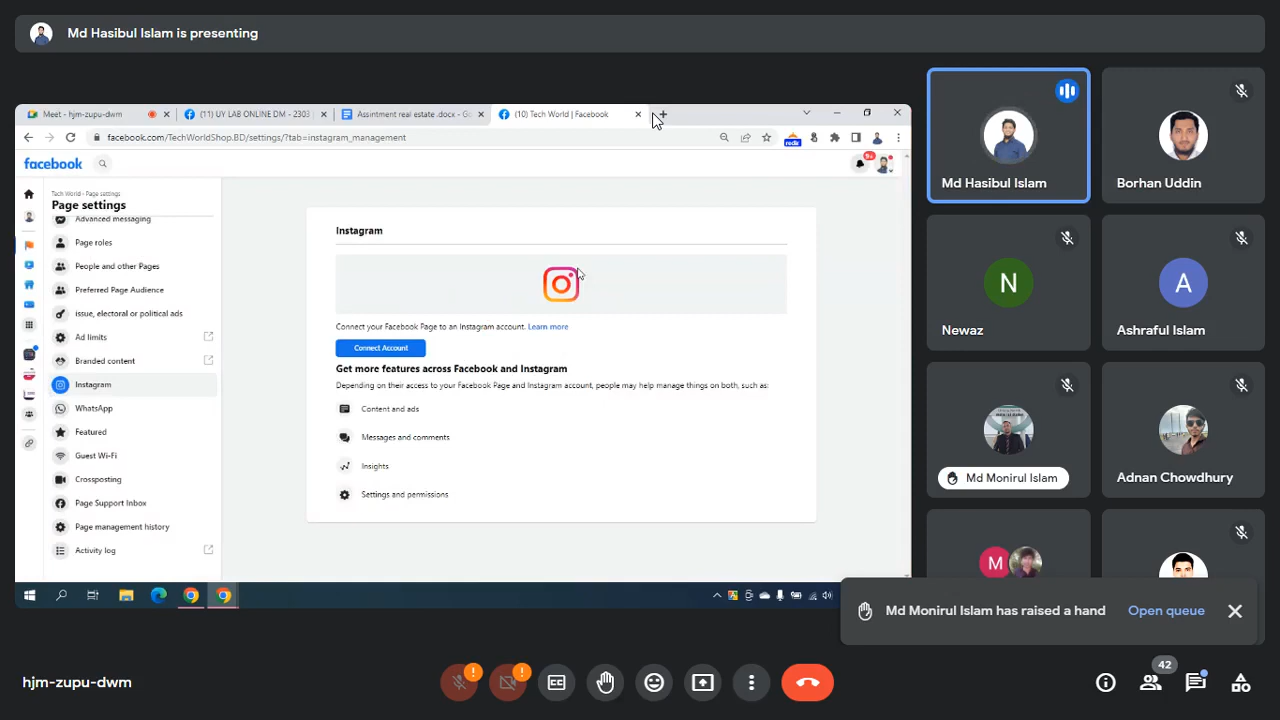 Md Hasibul Islam is presenting
Meet - hjm-zupu-dwm
(11) UY LAB ONLINE DM - 2303 |
Assintment real estate .docx - Go
(10) Tech World | Facebook
facebook.com/TechWorldShop.BD/settings/?tab=instagram_management
redik
facebook
9+
Tech World › Page settings
Page settings
Advanced messaging
Page roles
People and other Pages
Preferred Page Audience
issue, electoral or political ads
Ad limits
Branded content
Instagram
WhatsApp
Featured
Guest Wi-Fi
Crossposting
Page Support Inbox
Page management history
Activity log
Instagram
Connect your Facebook Page to an Instagram account. Learn more
Connect Account
Get more features across Facebook and Instagram
Depending on their access to your Facebook Page and Instagram account, people may help manage things on both, such as:
Content and ads
Messages and comments
Insights
Settings and permissions
Md Hasibul Islam
Borhan Uddin
N
Newaz
A
Ashraful Islam
Md Monirul Islam
Adnan Chowdhury
M
Md Monirul Islam has raised a hand
Open queue
hjm-zupu-dwm
42